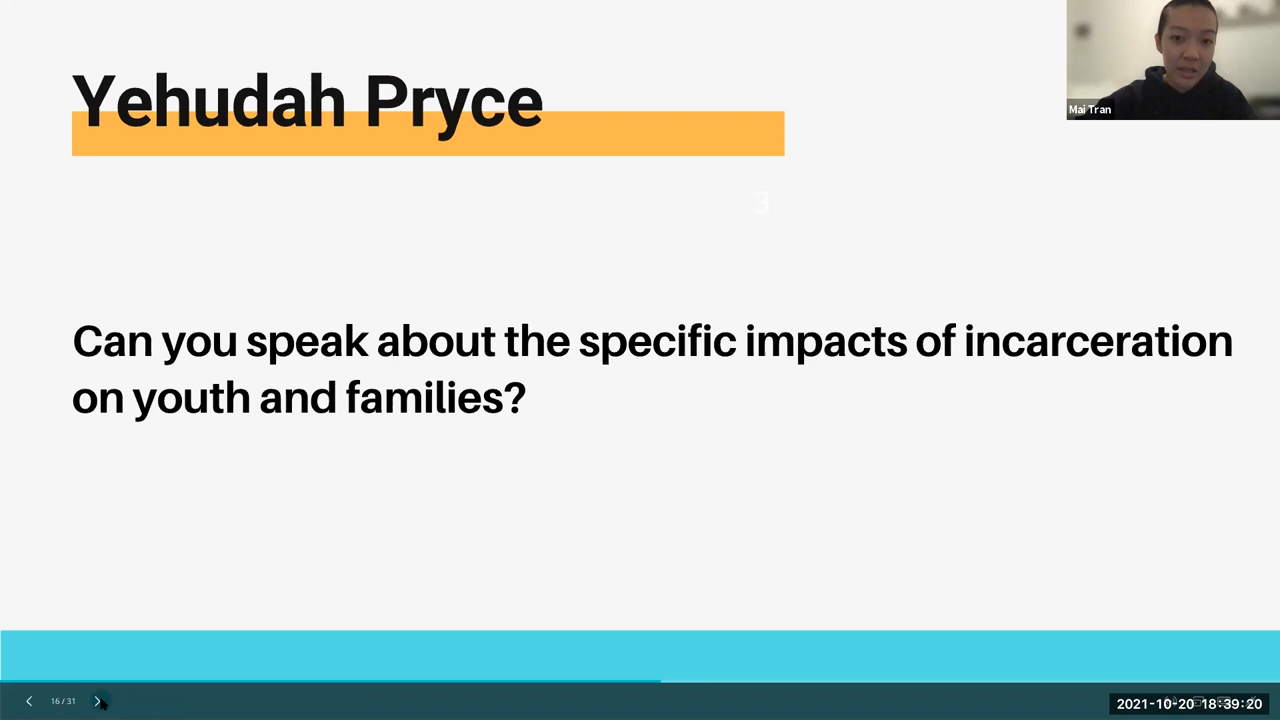 Yehudah Pryce
Mai Tran
3
Can you speak about the specific impacts of incarceration
on youth and families?
16 / 31
2021-10-20 18:39:20